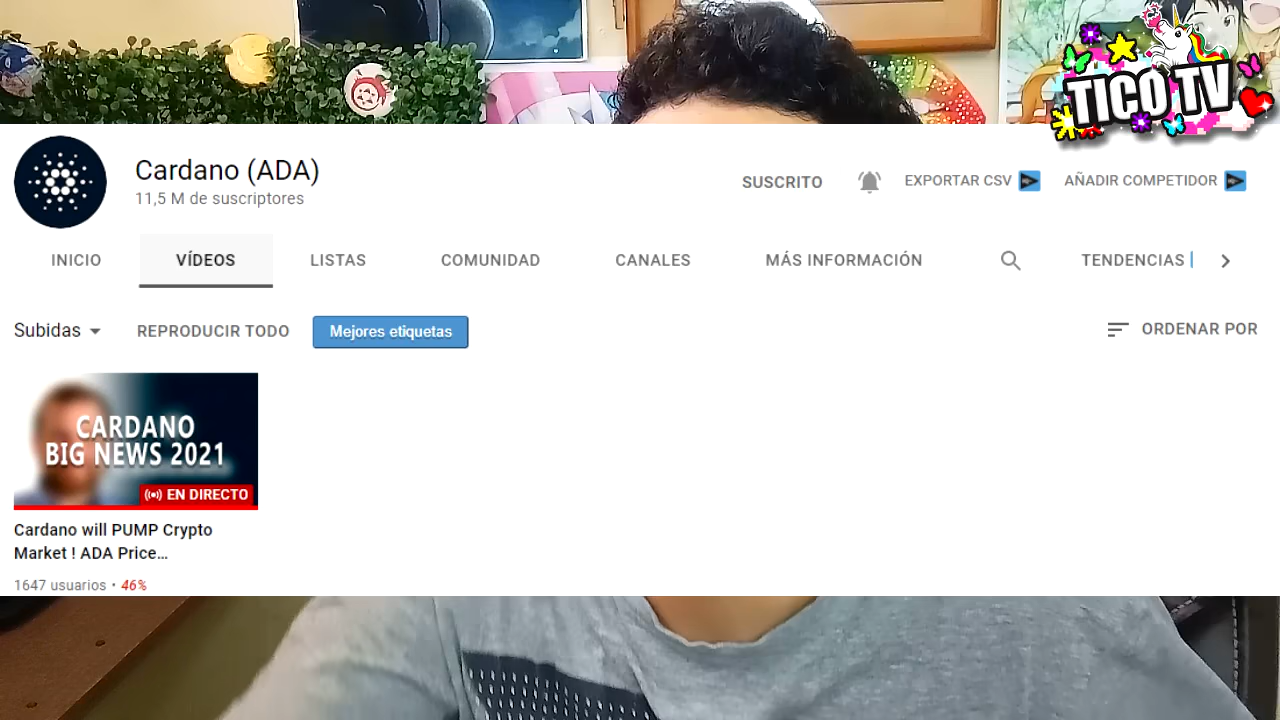 TICO TV
Cardano (ADA)
11,5 M de suscriptores
SUSCRITO
EXPORTAR CSV
AÑADIR COMPETIDOR
INICIO
VÍDEOS
LISTAS
COMUNIDAD
CANALES
MÁS INFORMACIÓN
TENDENCIAS
Subidas
REPRODUCIR TODO
Mejores etiquetas
ORDENAR POR
CARDANO
BIG NEWS 2021
EN DIRECTO
Cardano will PUMP Crypto
Market ! ADA Price...
1647 usuarios • 46%